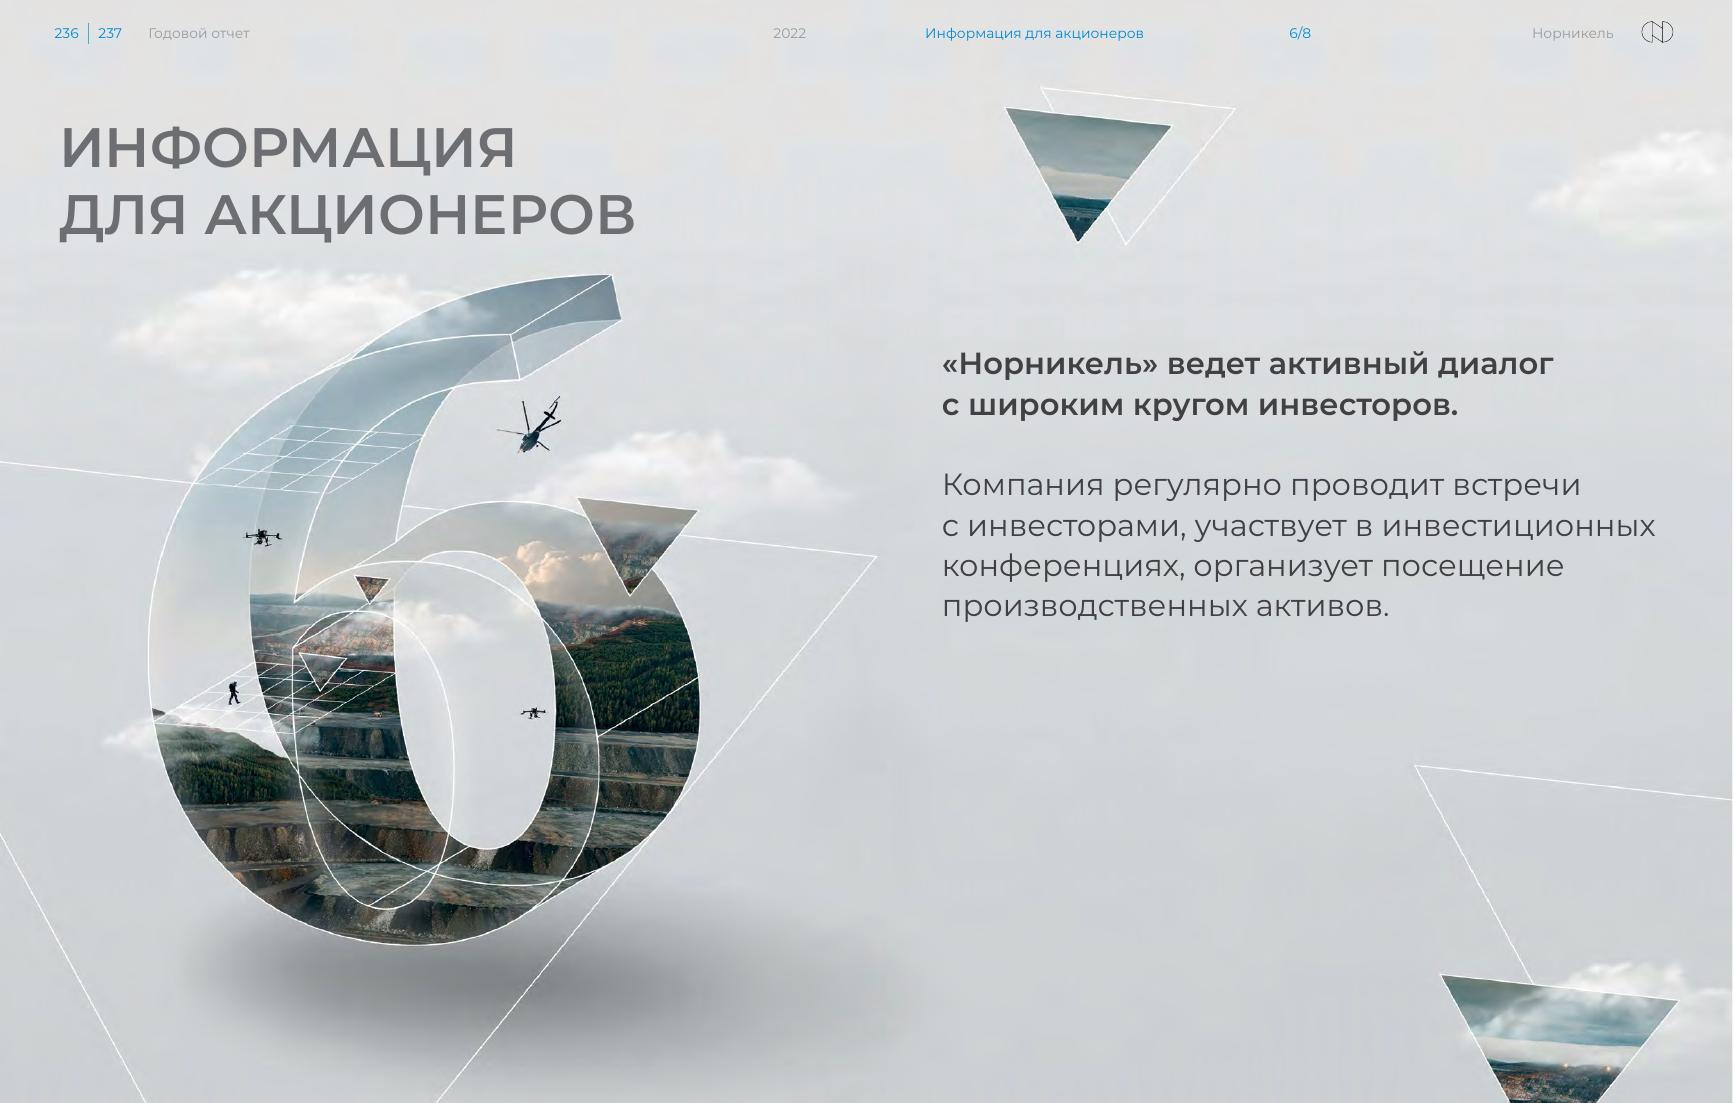 236 | 237 Годовой отчет 2022 Информация для акционеров 6/8 Норникель
ИНФОРМАЦИЯ
ДЛЯ АКЦИОНЕРОВ
6
«Норникель» ведет активный диалог
с широким кругом инвесторов.
Компания регулярно проводит встречи
с инвесторами, участвует в инвестиционных
конференциях, организует посещение
производственных активов.